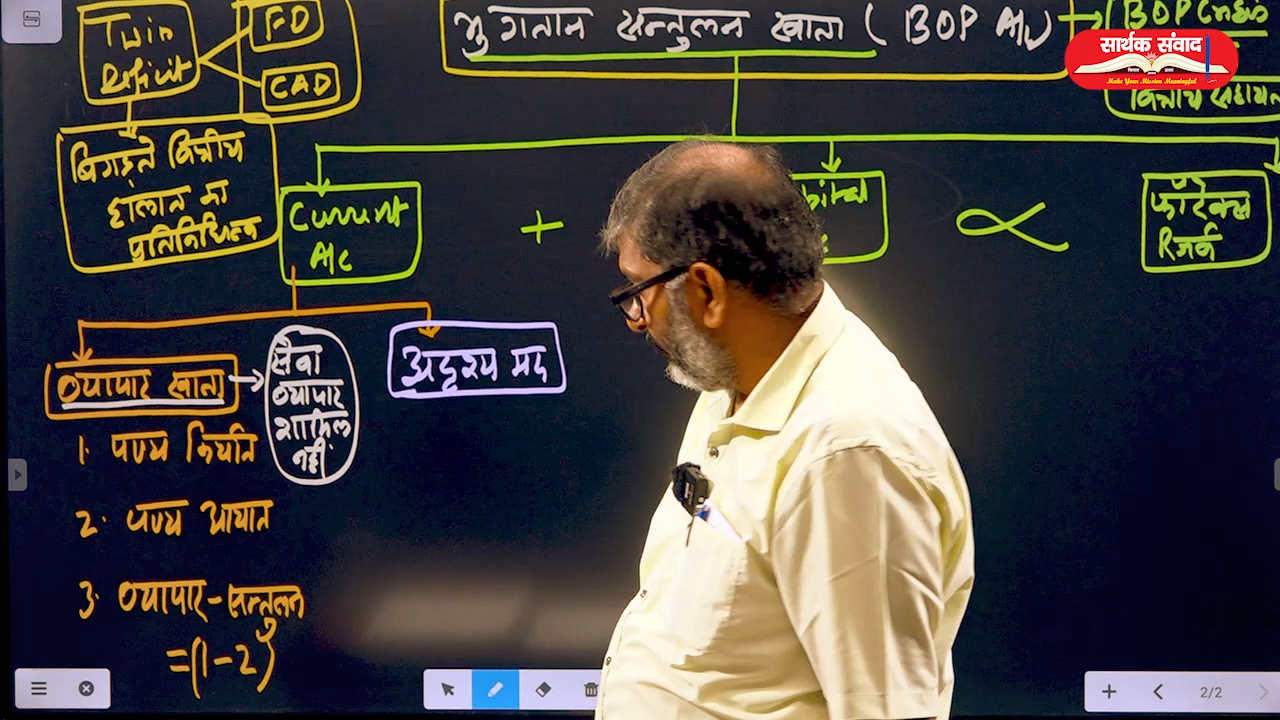 Twin
Deficit
FD
CAD
भुगतान सन्तुलन खाता ( BOP A/c)
BOP
सार्थक संवाद
Make Your Mission Meaningful
वित्तीय
बिगड़ते वित्तीय
हालात का
प्रतिनिधित्व
Current
A/c
+
∝
फॉरेक्स
रिजर्व
व्यापार खाता
सेवा
व्यापार
शामिल
नहीं
अदृश्य मद
1. पण्य निर्यात
2. पण्य आयात
3. व्यापार-सन्तुलन
=(1-2)
2/2